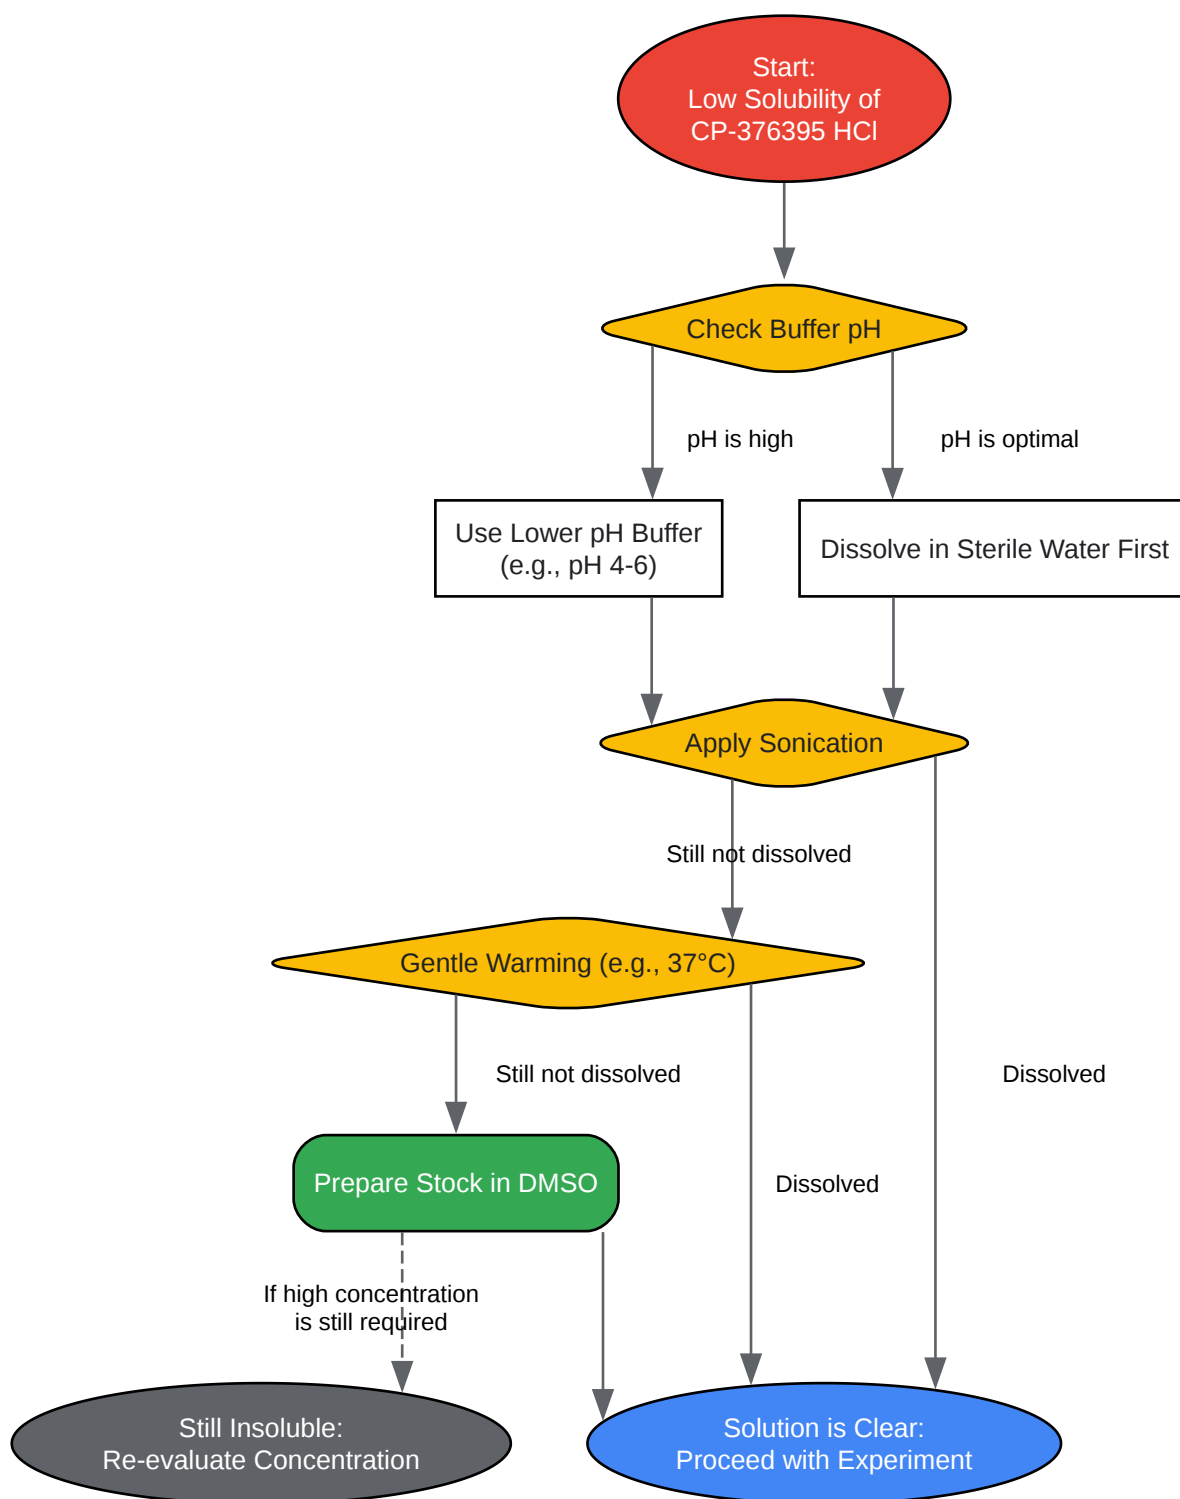 Start:
Low Solubility of
CP-376395 HCl
Check Buffer pH
pH is high
pH is optimal
Use Lower pH Buffer
(e.g., pH 4-6)
Dissolve in Sterile Water First
Apply Sonication
Still not dissolved
Gentle Warming (e.g., 37°C)
Still not dissolved
Dissolved
Prepare Stock in DMSO
Dissolved
If high concentration
is still required
Still Insoluble:
Re-evaluate Concentration
Solution is Clear:
Proceed with Experiment